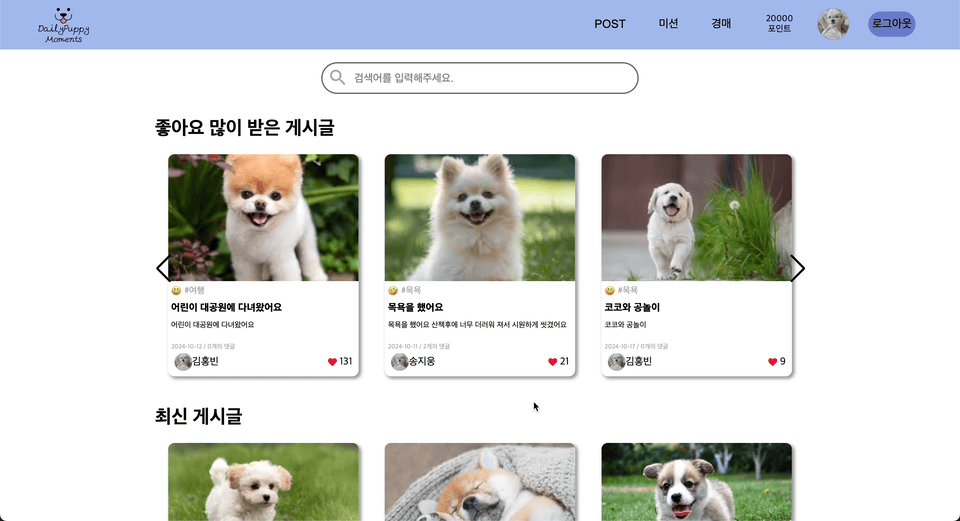 DailyPuppy
Moments
POST
미션
경매
20000
포인트
로그아웃
검색어를 입력해주세요.
좋아요 많이 받은 게시글
#여행
어린이 대공원에 다녀왔어요
어린이 대공원에 다녀왔어요
2024-10-12 / 0개의 댓글
김홍빈
131
#목욕
목욕을 했어요
목욕을 했어요 산책후에 너무 더러워 져서 시원하게 씻겼어요
2024-10-11 / 2개의 댓글
송지웅
21
#목욕
코코와 공놀이
코코와 공놀이
2024-10-17 / 0개의 댓글
김홍빈
9
최신 게시글